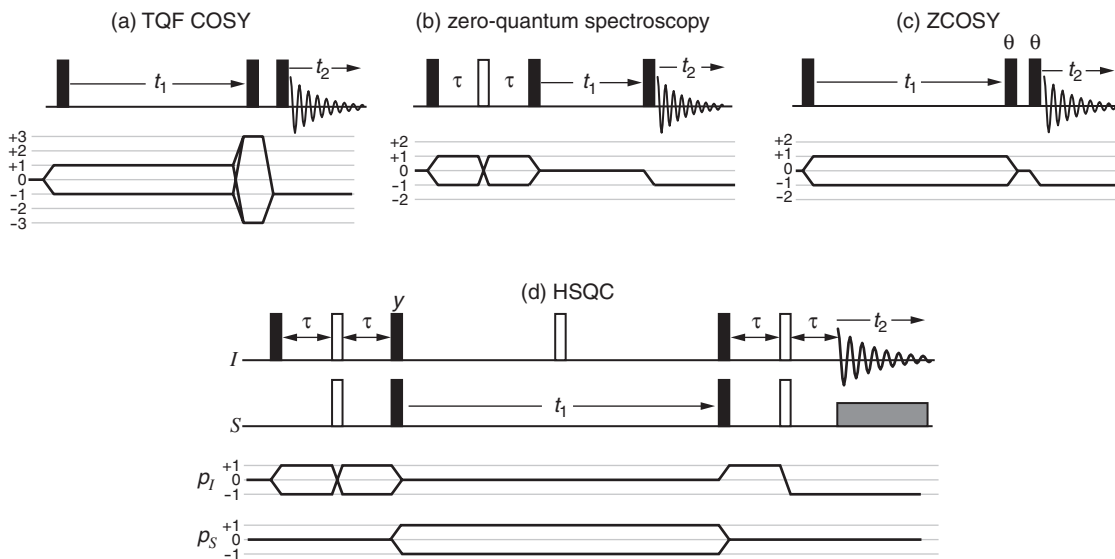 (a) TQF COSY
(b) zero-quantum spectroscopy
(c) ZCOSY
t1
t2
+3
+2
+1
0
-1
-2
-3
τ
τ
t1
t2
+2
+1
0
-1
-2
θ θ
t1
t2
+2
+1
0
-1
-2
(d) HSQC
y
τ τ τ τ t2
I
t1
S
pI +1
0
-1
pS +1
0
-1